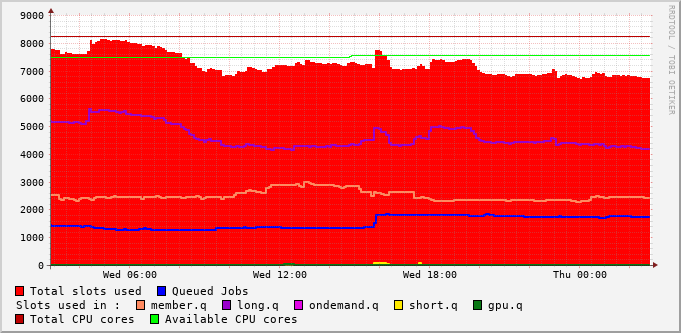 9000
8000
7000
6000
5000
4000
3000
2000
1000
0
Wed 06:00 Wed 12:00 Wed 18:00 Thu 00:00
Total slots used Queued Jobs
Slots used in : member.q long.q ondemand.q short.q gpu.q
Total CPU cores Available CPU cores
RRDTOOL / TOBI OETIKER